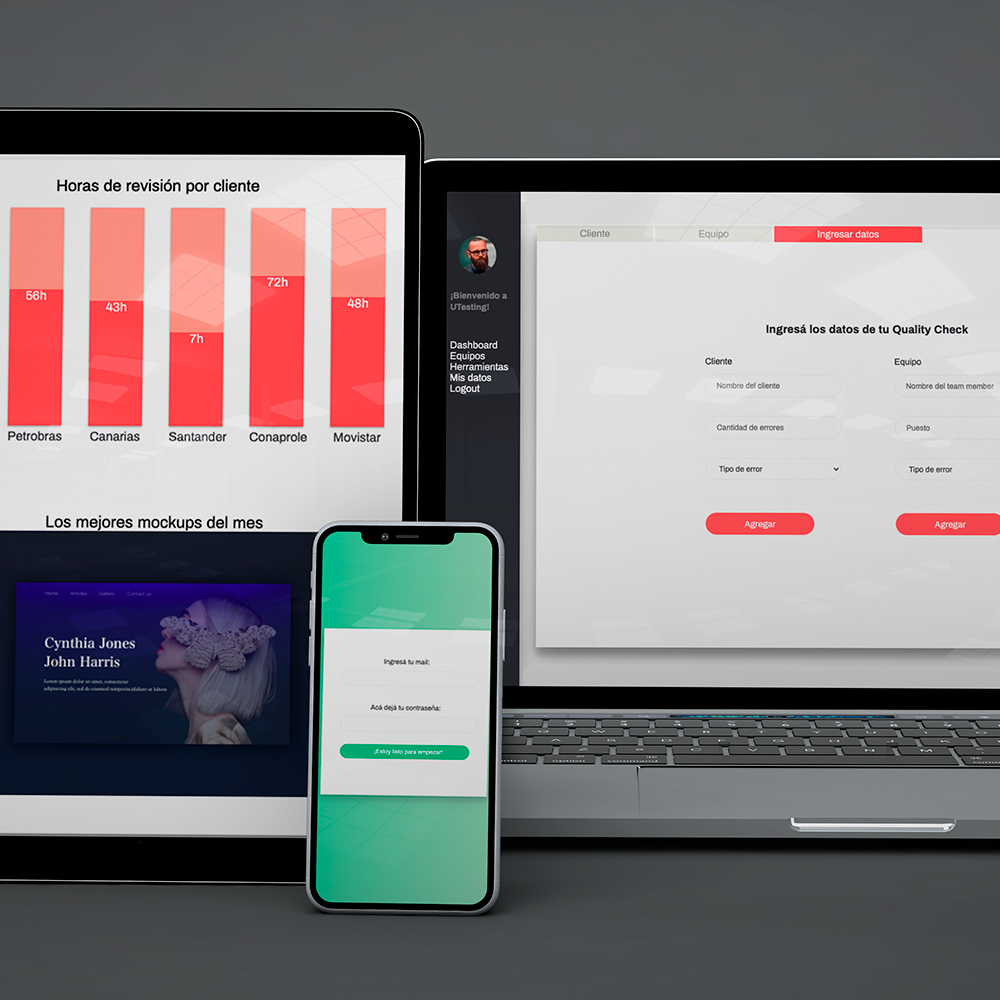 Horas de revisión por cliente
56h
43h
7h
72h
48h
Petrobras
Canarias
Santander
Conaprole
Movistar
Los mejores mockups del mes
Home
Gallery
Contact us
Cynthia Jones
John Harris
Lorem ipsum dolor sit amet, consectetur
adipisicing elit, sed do eiusmod temporincididunt ut labore
Ingresá tu mail:
Acá dejá tu contraseña:
¡Estoy listo para empezar!
¡Bienvenido a
UTesting!
Dashboard
Equipos
Herramientas
Mis datos
Logout
Cliente
Equipo
Ingresar datos
Ingresá los datos de tu Quality Check
Cliente
Nombre del cliente
Cantidad de errores
Tipo de error
Agregar
Equipo
Nombre del team member
Puesto
Tipo de error
Agregar
option
command